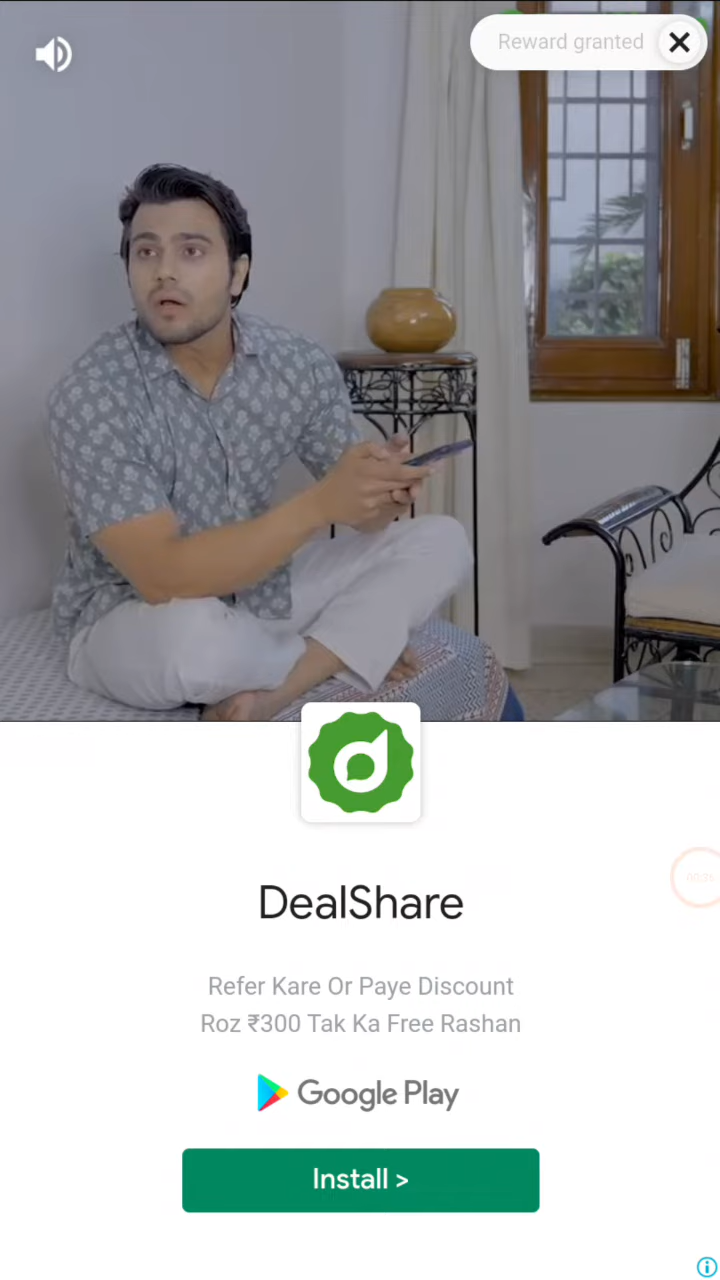 Reward granted
DealShare
Refer Kare Or Paye Discount
Roz ₹300 Tak Ka Free Rashan
Google Play
Install >